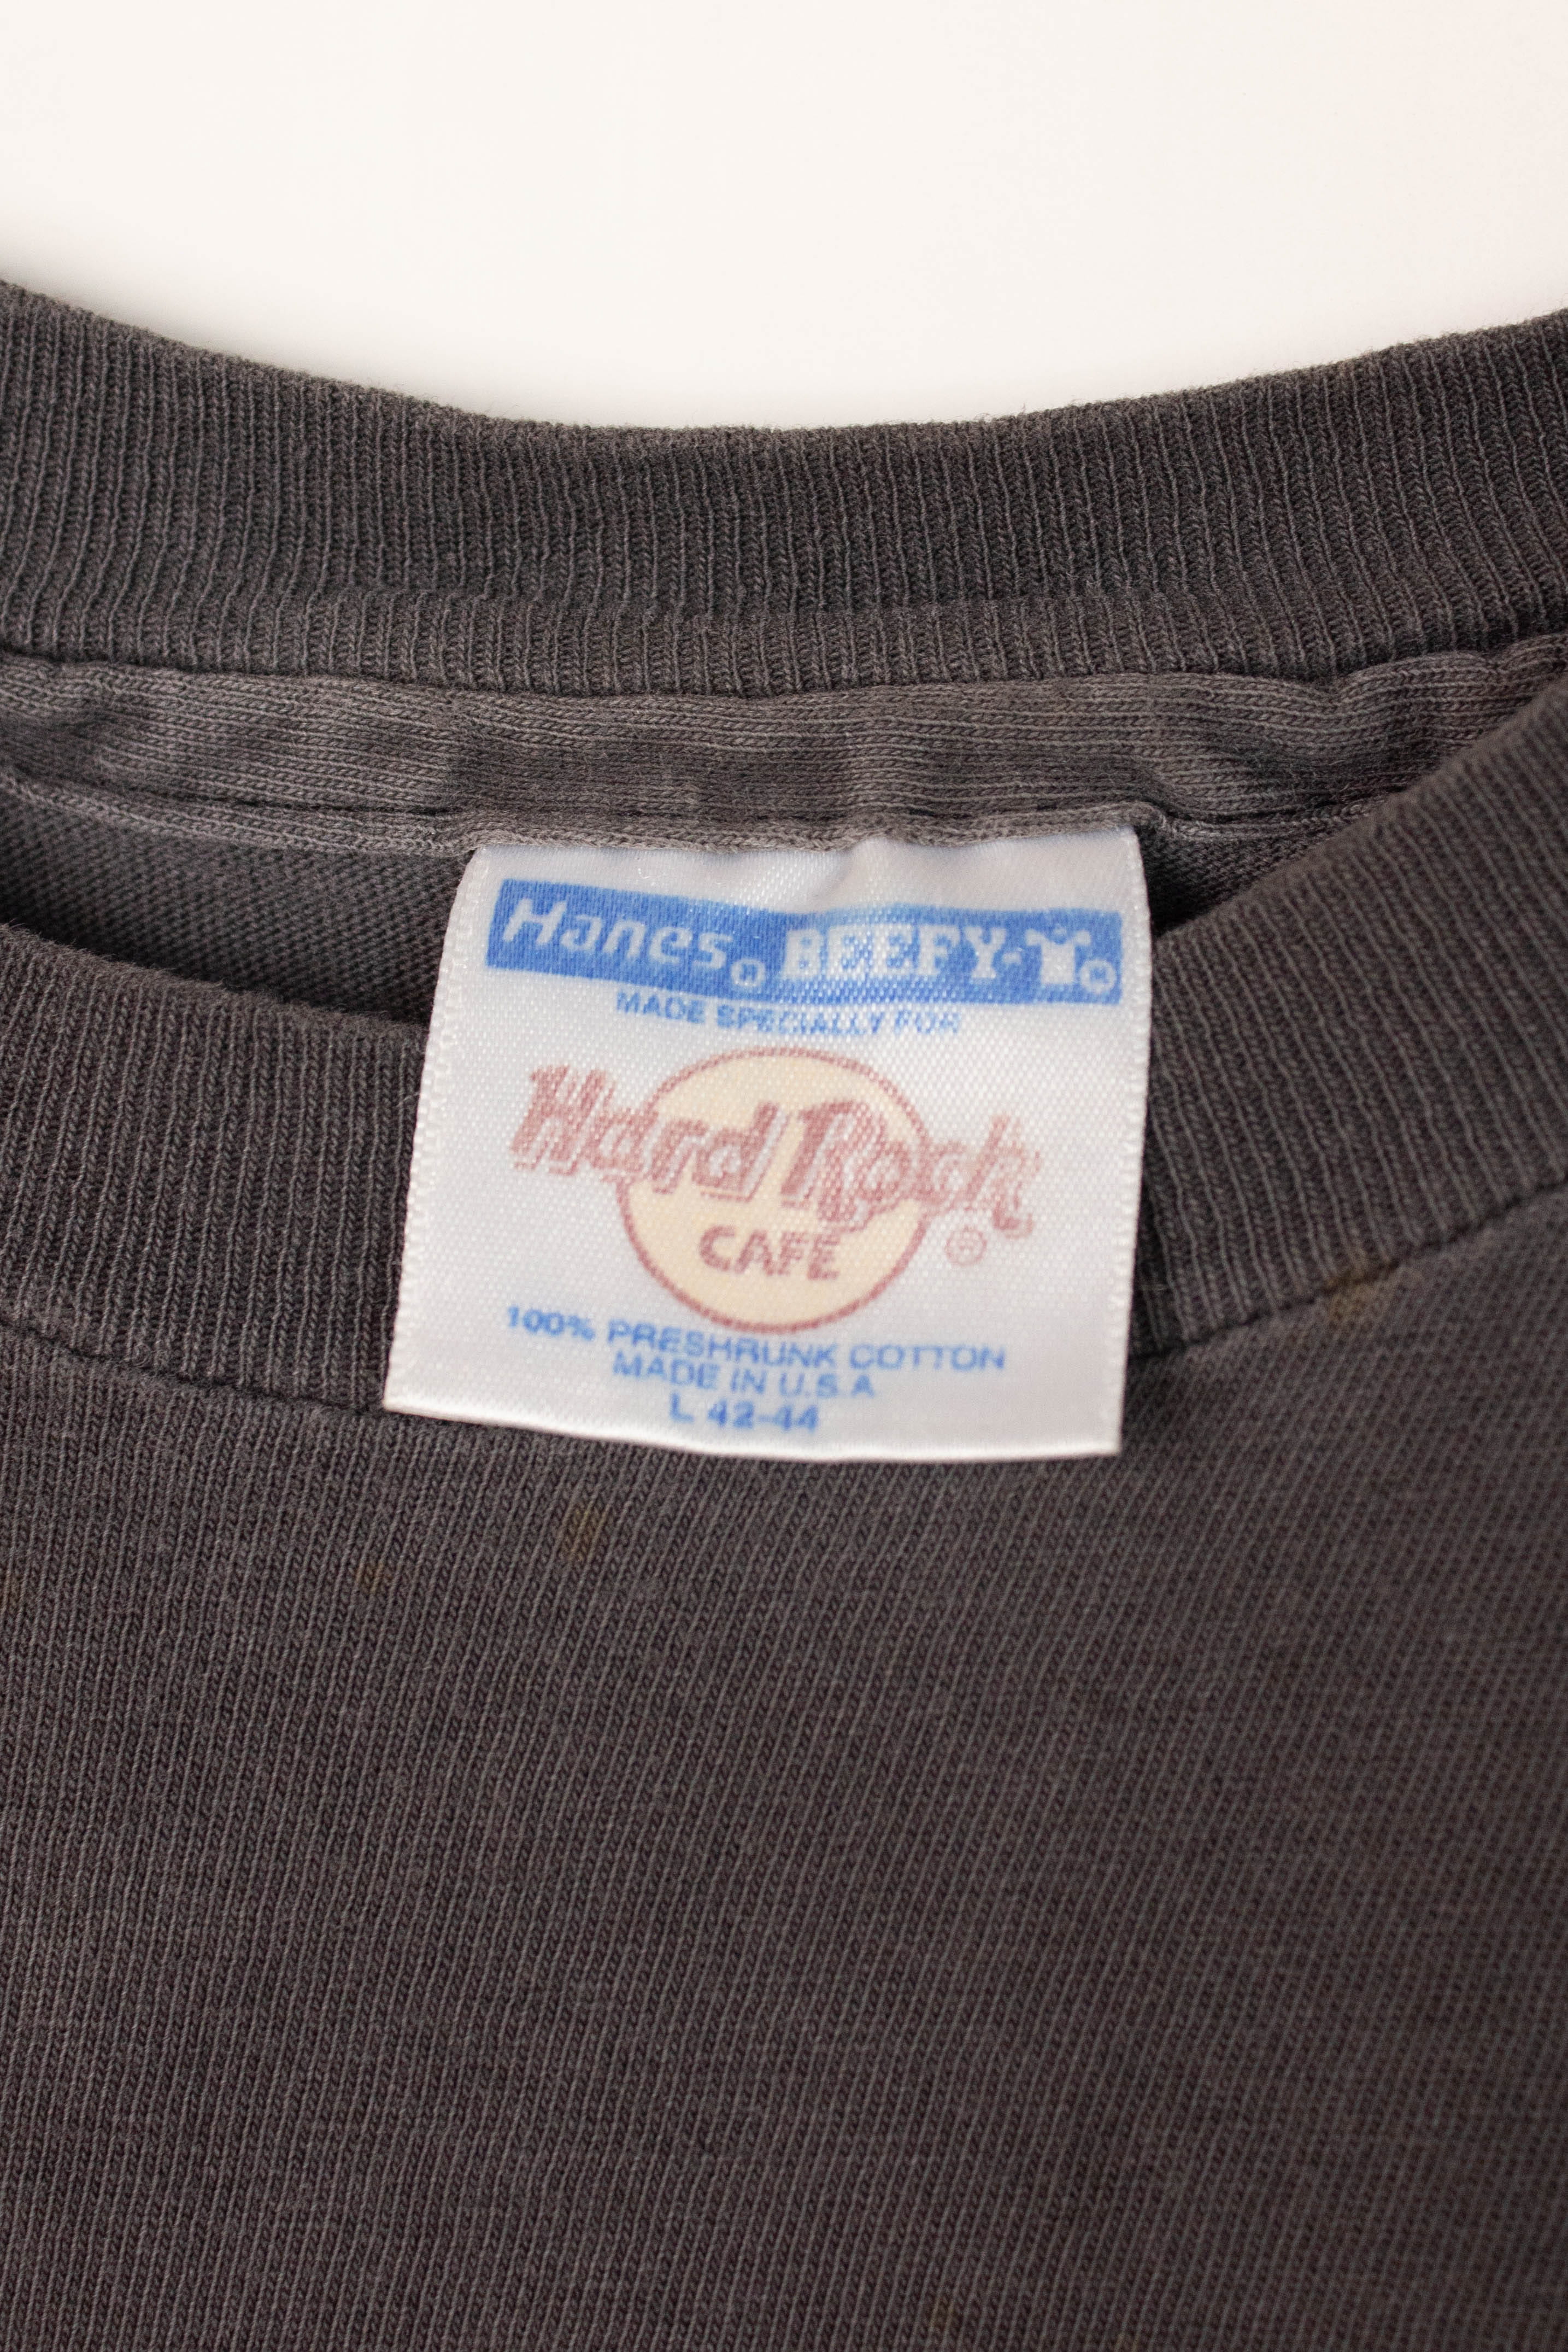 Hanes® BEEFY-T®
MADE SPECIALLY FOR
Hard Rock
CAFE
®
100% PRESHRUNK COTTON
MADE IN U.S.A
L 42-44